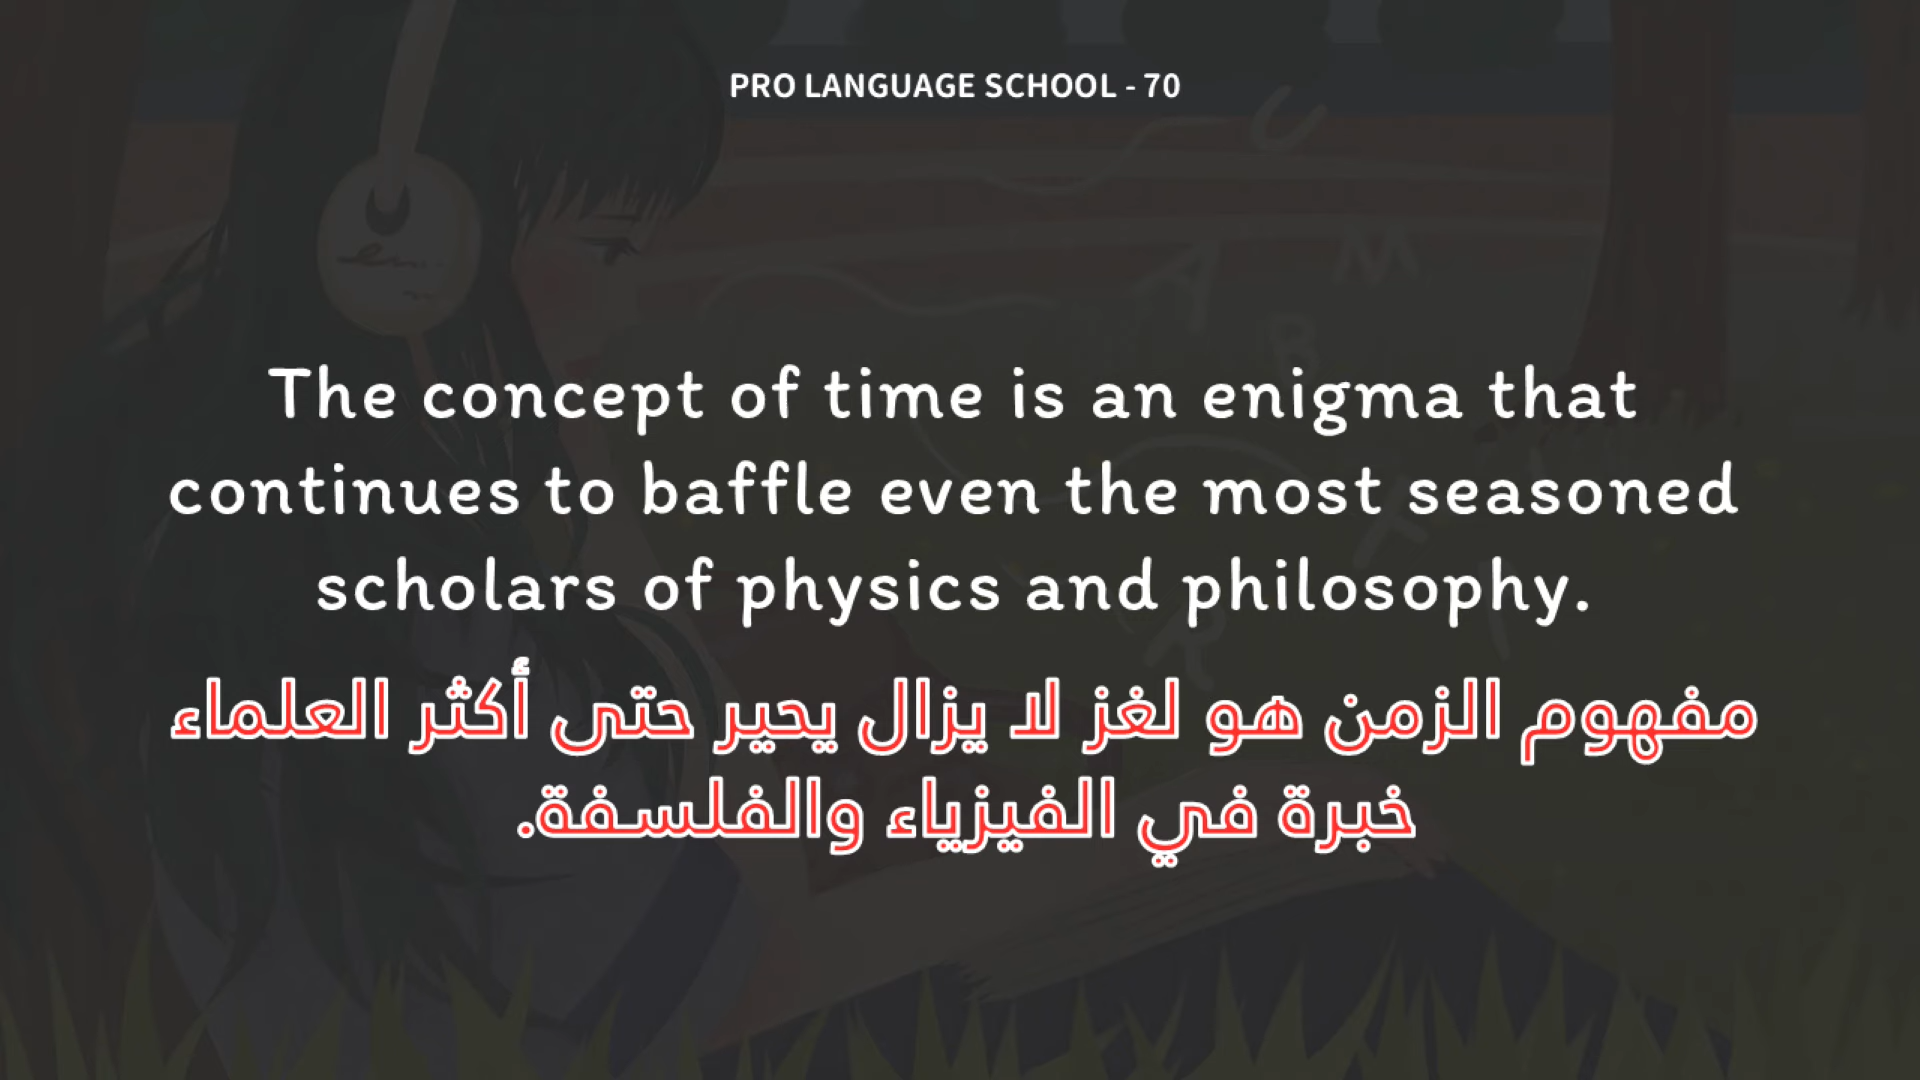 PRO LANGUAGE SCHOOL - 70
The concept of time is an enigma that
continues to baffle even the most seasoned
scholars of physics and philosophy.
مفهوم الزمن هو لغز لا يزال يحير حتى أكثر العلماء
خبرة في الفيزياء والفلسفة.